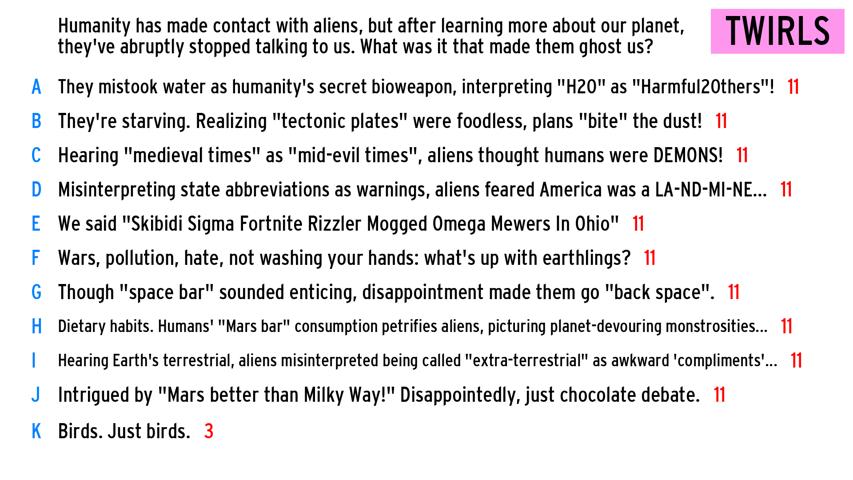 Humanity has made contact with aliens, but after learning more about our planet,
they've abruptly stopped talking to us. What was it that made them ghost us?
TWIRLS
A They mistook water as humanity's secret bioweapon, interpreting "H20" as "Harmful20thers"! 11
B They're starving. Realizing "tectonic plates" were foodless, plans "bite" the dust! 11
C Hearing "medieval times" as "mid-evil times", aliens thought humans were DEMONS! 11
D Misinterpreting state abbreviations as warnings, aliens feared America was a LA-ND-MI-NE... 11
E We said "Skibidi Sigma Fortnite Rizzler Mogged Omega Mewers In Ohio" 11
F Wars, pollution, hate, not washing your hands: what's up with earthlings? 11
G Though "space bar" sounded enticing, disappointment made them go "back space". 11
H Dietary habits. Humans' "Mars bar" consumption petrifies aliens, picturing planet-devouring monstrosities... 11
I Hearing Earth's terrestrial, aliens misinterpreted being called "extra-terrestrial" as awkward 'compliments'... 11
J Intrigued by "Mars better than Milky Way!" Disappointedly, just chocolate debate. 11
K Birds. Just birds. 3